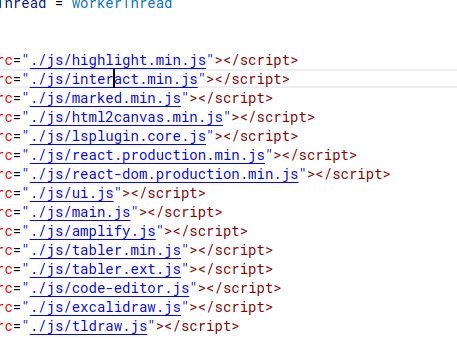 hread = workerThread
rc="./js/highlight.min.js"></script>
rc="./js/interact.min.js"></script>
rc="./js/marked.min.js"></script>
rc="./js/html2canvas.min.js"></script>
rc="./js/lsplugin.core.js"></script>
rc="./js/react.production.min.js"></script>
rc="./js/react-dom.production.min.js"></script>
rc="./js/ui.js"></script>
rc="./js/main.js"></script>
rc="./js/amplify.js"></script>
rc="./js/tabler.min.js"></script>
rc="./js/tabler.ext.js"></script>
rc="./js/code-editor.js"></script>
rc="./js/excalidraw.js"></script>
rc="./js/tldraw.js"></script>